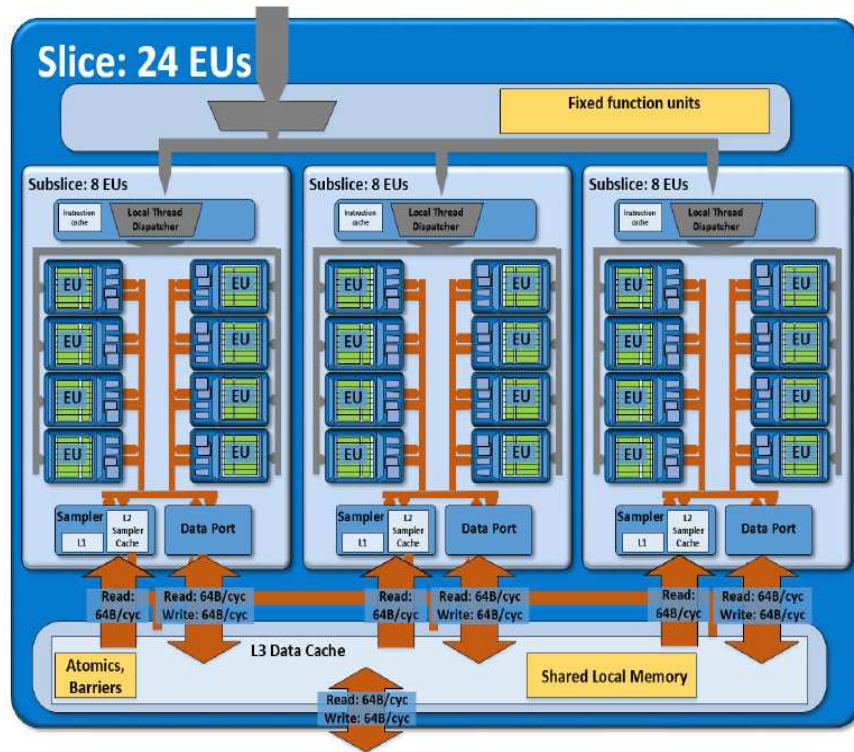 Slice: 24 EUs
Fixed function units
Subslice: 8 EUs
Instruction cache
Local Thread Dispatcher
EU
EU
EU
EU
EU
EU
EU
EU
Sampler
L1
L2 Sampler Cache
Data Port
Subslice: 8 EUs
Instruction cache
Local Thread Dispatcher
EU
EU
EU
EU
EU
EU
EU
EU
Sampler
L1
L2 Sampler Cache
Data Port
Subslice: 8 EUs
Instruction cache
Local Thread Dispatcher
EU
EU
EU
EU
EU
EU
EU
EU
Sampler
L1
L2 Sampler Cache
Data Port
Read: 64B/cyc
Read: 64B/cyc
Write: 64B/cyc
Read: 64B/cyc
Read: 64B/cyc
Write: 64B/cyc
Read: 64B/cyc
Read: 64B/cyc
Write: 64B/cyc
L3 Data Cache
Atomics, Barriers
Shared Local Memory
Read: 64B/cyc
Write: 64B/cyc